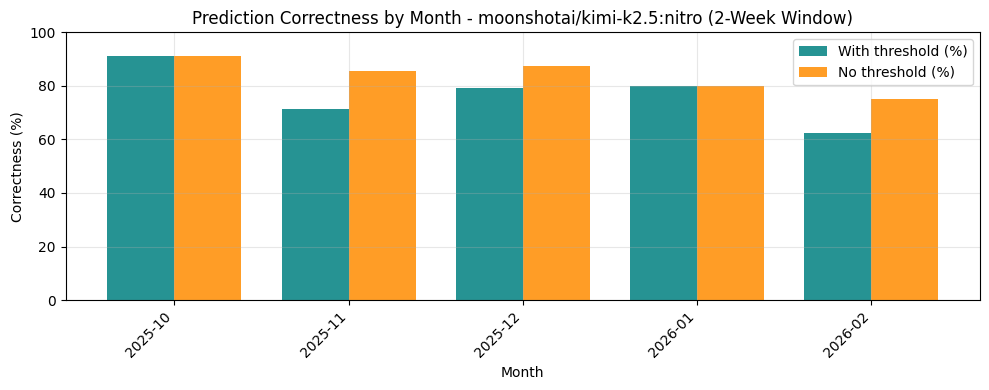 Prediction Correctness by Month - moonshotai/kimi-k2.5:nitro (2-Week Window)
With threshold (%)
No threshold (%)
Correctness (%)
100
80
60
40
20
0
2025-10
2025-11
2025-12
2026-01
2026-02
Month